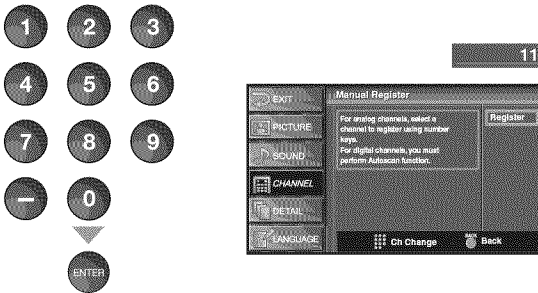 1 2 3
4 5 6
7 8 9
– 0
ENTER
11
EXIT
PICTURE
SOUND
CHANNEL
DETAIL
LANGUAGE
Manual Register
For analog channels, select a
channel to register using number
keys.
For digital channels, you must
perform Autoscan function.
Register
Ch Change
BACK
Back